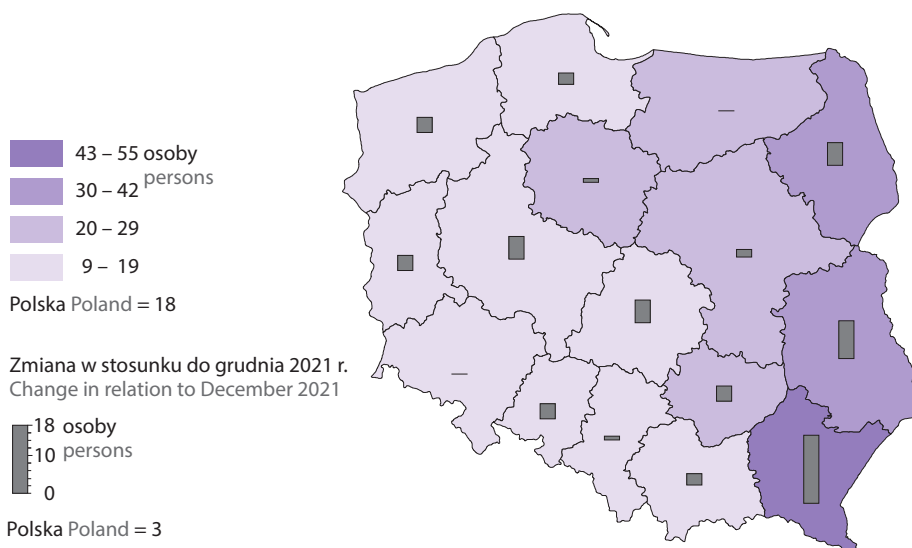 43 – 55 osoby
persons
30 – 42
20 – 29
9 – 19
Polska Poland = 18
Zmiana w stosunku do grudnia 2021 r.
Change in relation to December 2021
18 osoby
persons
10
0
Polska Poland = 3